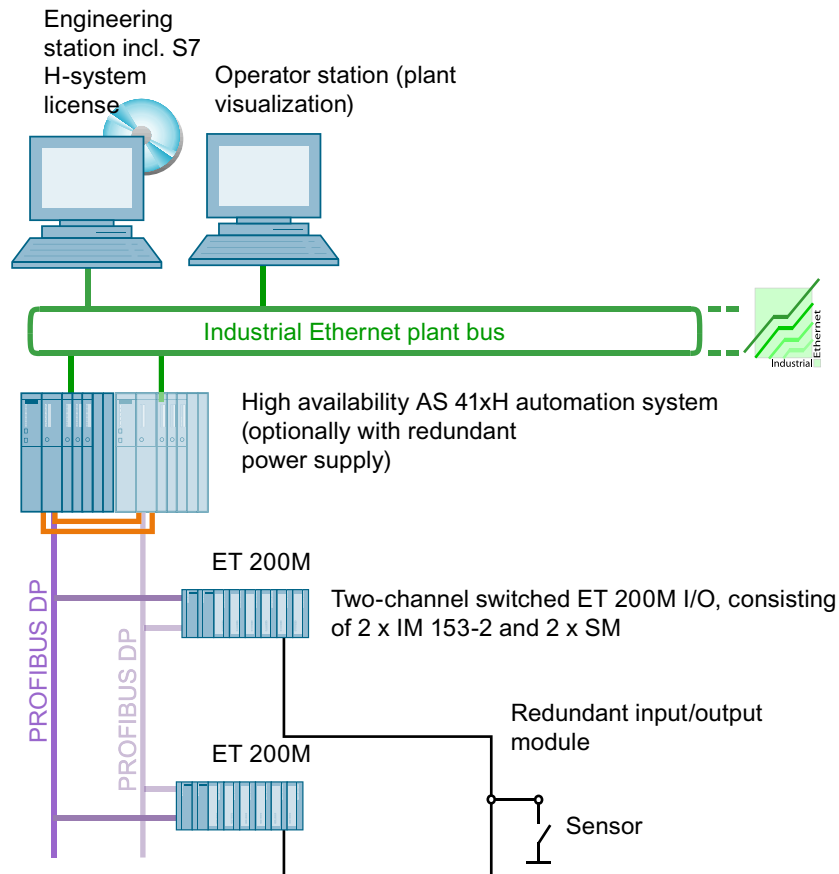 Engineering
station incl. S7
H-system
license
Operator station (plant
visualization)
Industrial Ethernet plant bus
Industrial
Ethernet
High availability AS 41xH automation system
(optionally with redundant
power supply)
PROFIBUS DP
PROFIBUS DP
ET 200M
Two-channel switched ET 200M I/O, consisting
of 2 x IM 153-2 and 2 x SM
Redundant input/output
module
ET 200M
Sensor